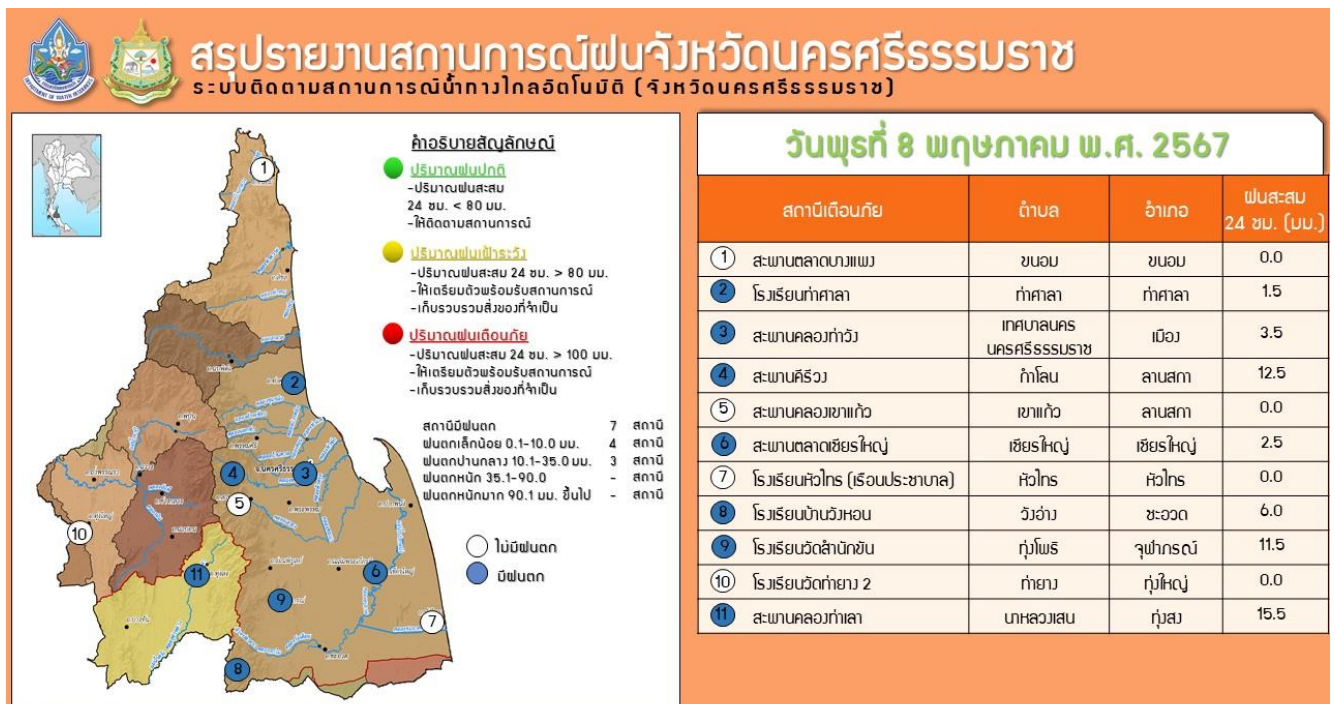 สรุปรายงานสถานการณ์ฝนจังหวัดนครศรีธรรมราช
ระบบติดตามสถานการณ์น้ำทางไกลอัตโนมัติ (จังหวัดนครศรีธรรมราช)
คำอธิบายสัญลักษณ์
ปริมาณฝนปกติ
-ปริมาณฝนสะสม
24 ชม. < 80 มม.
-ให้ติดตามสถานการณ์
ปริมาณฝนเฝ้าระวัง
-ปริมาณฝนสะสม 24 ชม. > 80 มม.
-ให้เตรียมตัวพร้อมรับสถานการณ์
-เก็บรวบรวมสิ่งของที่จำเป็น
ปริมาณฝนเตือนภัย
-ปริมาณฝนสะสม 24 ชม. > 100 มม.
-ให้เตรียมตัวพร้อมรับสถานการณ์
-เก็บรวบรวมสิ่งของที่จำเป็น
สถานีมีฝนตก 7 สถานี
ฝนตกเล็กน้อย 0.1-10.0 มม. 4 สถานี
ฝนตกปานกลาง 10.1-35.0 มม. 3 สถานี
ฝนตกหนัก 35.1-90.0 - สถานี
ฝนตกหนักมาก 90.1 มม. ขึ้นไป - สถานี
ไม่มีฝนตก
มีฝนตก
1
2
3
4
5
6
7
8
9
10
11
วันพุธที่ 8 พฤษภาคม พ.ศ. 2567
สถานีเตือนภัย ตำบล อำเภอ ฝนสะสม
24 ชม. (มม.)
1 สะพานตลาดบางแพง ขนอม ขนอม 0.0
2 โรงเรียนท่าศาลา ท่าศาลา ท่าศาลา 1.5
3 สะพานคลองท่าวัง เทศบาลนคร
นครศรีธรรมราช เมือง 3.5
4 สะพานคีรีวง กำโลน ลานสกา 12.5
5 สะพานคลองเขาแก้ว เขาแก้ว ลานสกา 0.0
6 สะพานตลาดเชียรใหญ่ เชียรใหญ่ เชียรใหญ่ 2.5
7 โรงเรียนหัวไทร (เรือนประชาบาล) หัวไทร หัวไทร 0.0
8 โรงเรียนบ้านวังหอน วังอ่าง ชะอวด 6.0
9 โรงเรียนวัดสำนักขัน ทุ่งโพธิ จุฬาภรณ์ 11.5
10 โรงเรียนวัดท่ายาง 2 ท่ายาง ทุ่งใหญ่ 0.0
11 สะพานคลองท่าเลา นาหลวงเสน ทุ่งสง 15.5